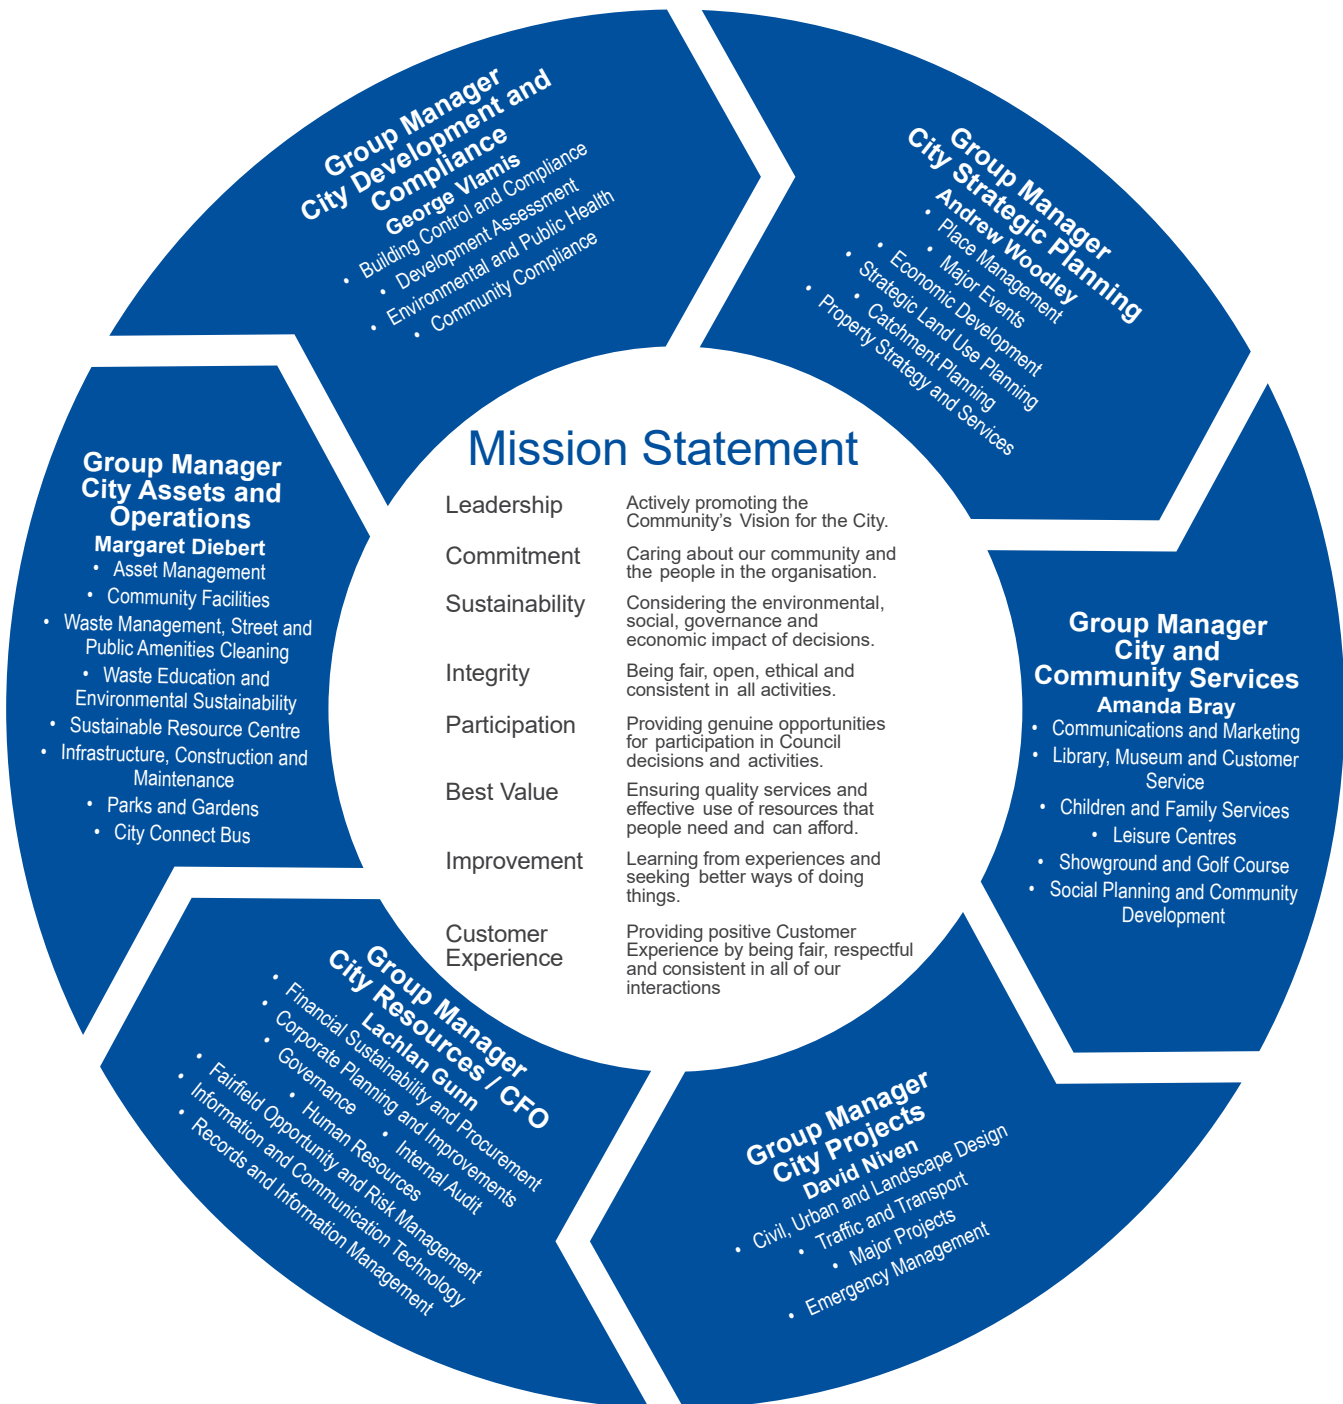 Group Manager
City Development and
Compliance
George Vlamis
• Building Control and Compliance
• Development Assessment
• Environmental and Public Health
• Community Compliance
Group Manager
City Strategic Planning
Andrew Woodley
• Place Management
• Major Events
• Economic Development
• Strategic Land Use Planning
• Catchment Planning
• Property Strategy and Services
Group Manager
City and
Community Services
Amanda Bray
• Communications and Marketing
• Library, Museum and Customer
Service
• Children and Family Services
• Leisure Centres
• Showground and Golf Course
• Social Planning and Community
Development
Group Manager
City Projects
David Niven
• Civil, Urban and Landscape Design
• Traffic and Transport
• Major Projects
• Emergency Management
Group Manager
City Resources / CFO
Lachlan Gunn
• Financial Sustainability and Procurement
• Corporate Planning and Improvements
• Governance • Internal Audit
• Human Resources
• Fairfield Opportunity and Risk Management
• Information and Communication Technology
• Records and Information Management
Group Manager
City Assets and
Operations
Margaret Diebert
• Asset Management
• Community Facilities
• Waste Management, Street and
Public Amenities Cleaning
• Waste Education and
Environmental Sustainability
• Sustainable Resource Centre
• Infrastructure, Construction and
Maintenance
• Parks and Gardens
• City Connect Bus
Mission Statement
Leadership
Actively promoting the
Community's Vision for the City.
Commitment
Caring about our community and
the people in the organisation.
Sustainability
Considering the environmental,
social, governance and
economic impact of decisions.
Integrity
Being fair, open, ethical and
consistent in all activities.
Participation
Providing genuine opportunities
for participation in Council
decisions and activities.
Best Value
Ensuring quality services and
effective use of resources that
people need and can afford.
Improvement
Learning from experiences and
seeking better ways of doing
things.
Customer
Experience
Providing positive Customer
Experience by being fair, respectful
and consistent in all of our
interactions